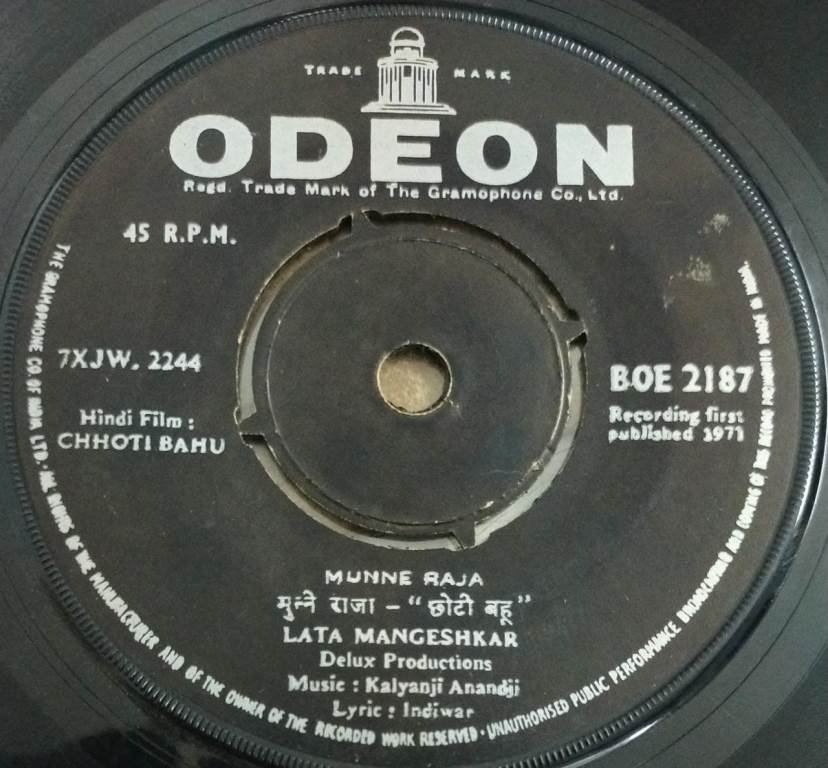 TRADE MARK
ODEON
Regd. Trade Mark of The Gramophone Co., Ltd.
45 R.P.M.
7XJW. 2244
BOE 2187
Hindi Film :
CHHOTI BAHU
Recording first
published 1971
MUNNE RAJA
मुन्ने राजा – “छोटी बहू”
LATA MANGESHKAR
Delux Productions
Music : Kalyanji Anandji
Lyric : Indiwar
THE GRAMOPHONE CO. OF INDIA, LTD. · ALL RIGHTS OF THE MANUFACTURER AND OF THE OWNER OF THE RECORDED WORK RESERVED · UNAUTHORISED PUBLIC PERFORMANCE BROADCASTING AND COPYING OF THIS RECORD PROHIBITED MADE IN INDIA.